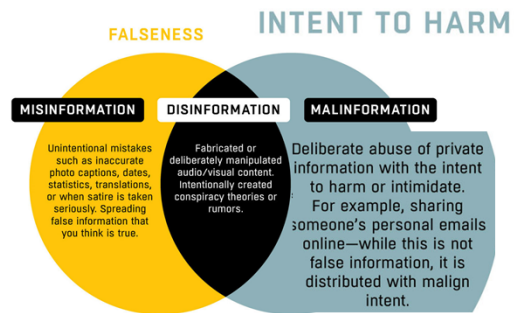 FALSENESS
INTENT TO HARM
MISINFORMATION
Unintentional mistakes
such as inaccurate
photo captions, dates,
statistics, translations,
or when satire is taken
seriously. Spreading
false information that
you think is true.
DISINFORMATION
Fabricated or
deliberately manipulated
audio/visual content.
Intentionally created
conspiracy theories or
rumors.
MALINFORMATION
Deliberate abuse of private
information with the intent
to harm or intimidate.
For example, sharing
someone's personal emails
online—while this is not
false information, it is
distributed with malign
intent.